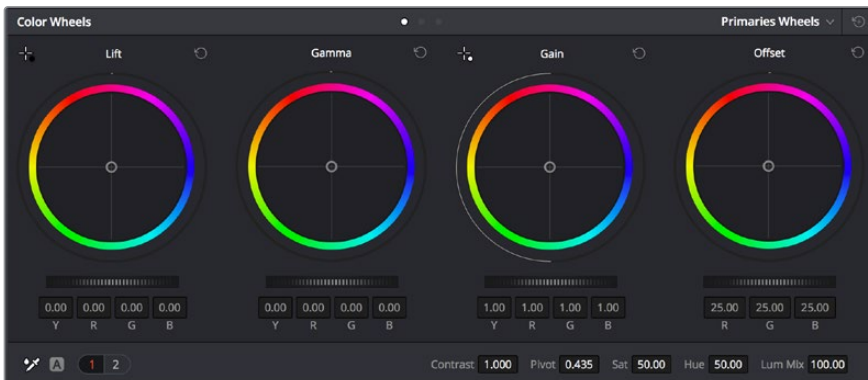 Color Wheels Primaries Wheels
Lift Gamma Gain Offset
0.00 0.00 0.00 0.00 0.00 0.00 0.00 0.00 1.00 1.00 1.00 1.00 25.00 25.00 25.00
Y R G B Y R G B Y R G B R G B
A 1 2 Contrast 1.000 Pivot 0.435 Sat 50.00 Hue 50.00 Lum Mix 100.00